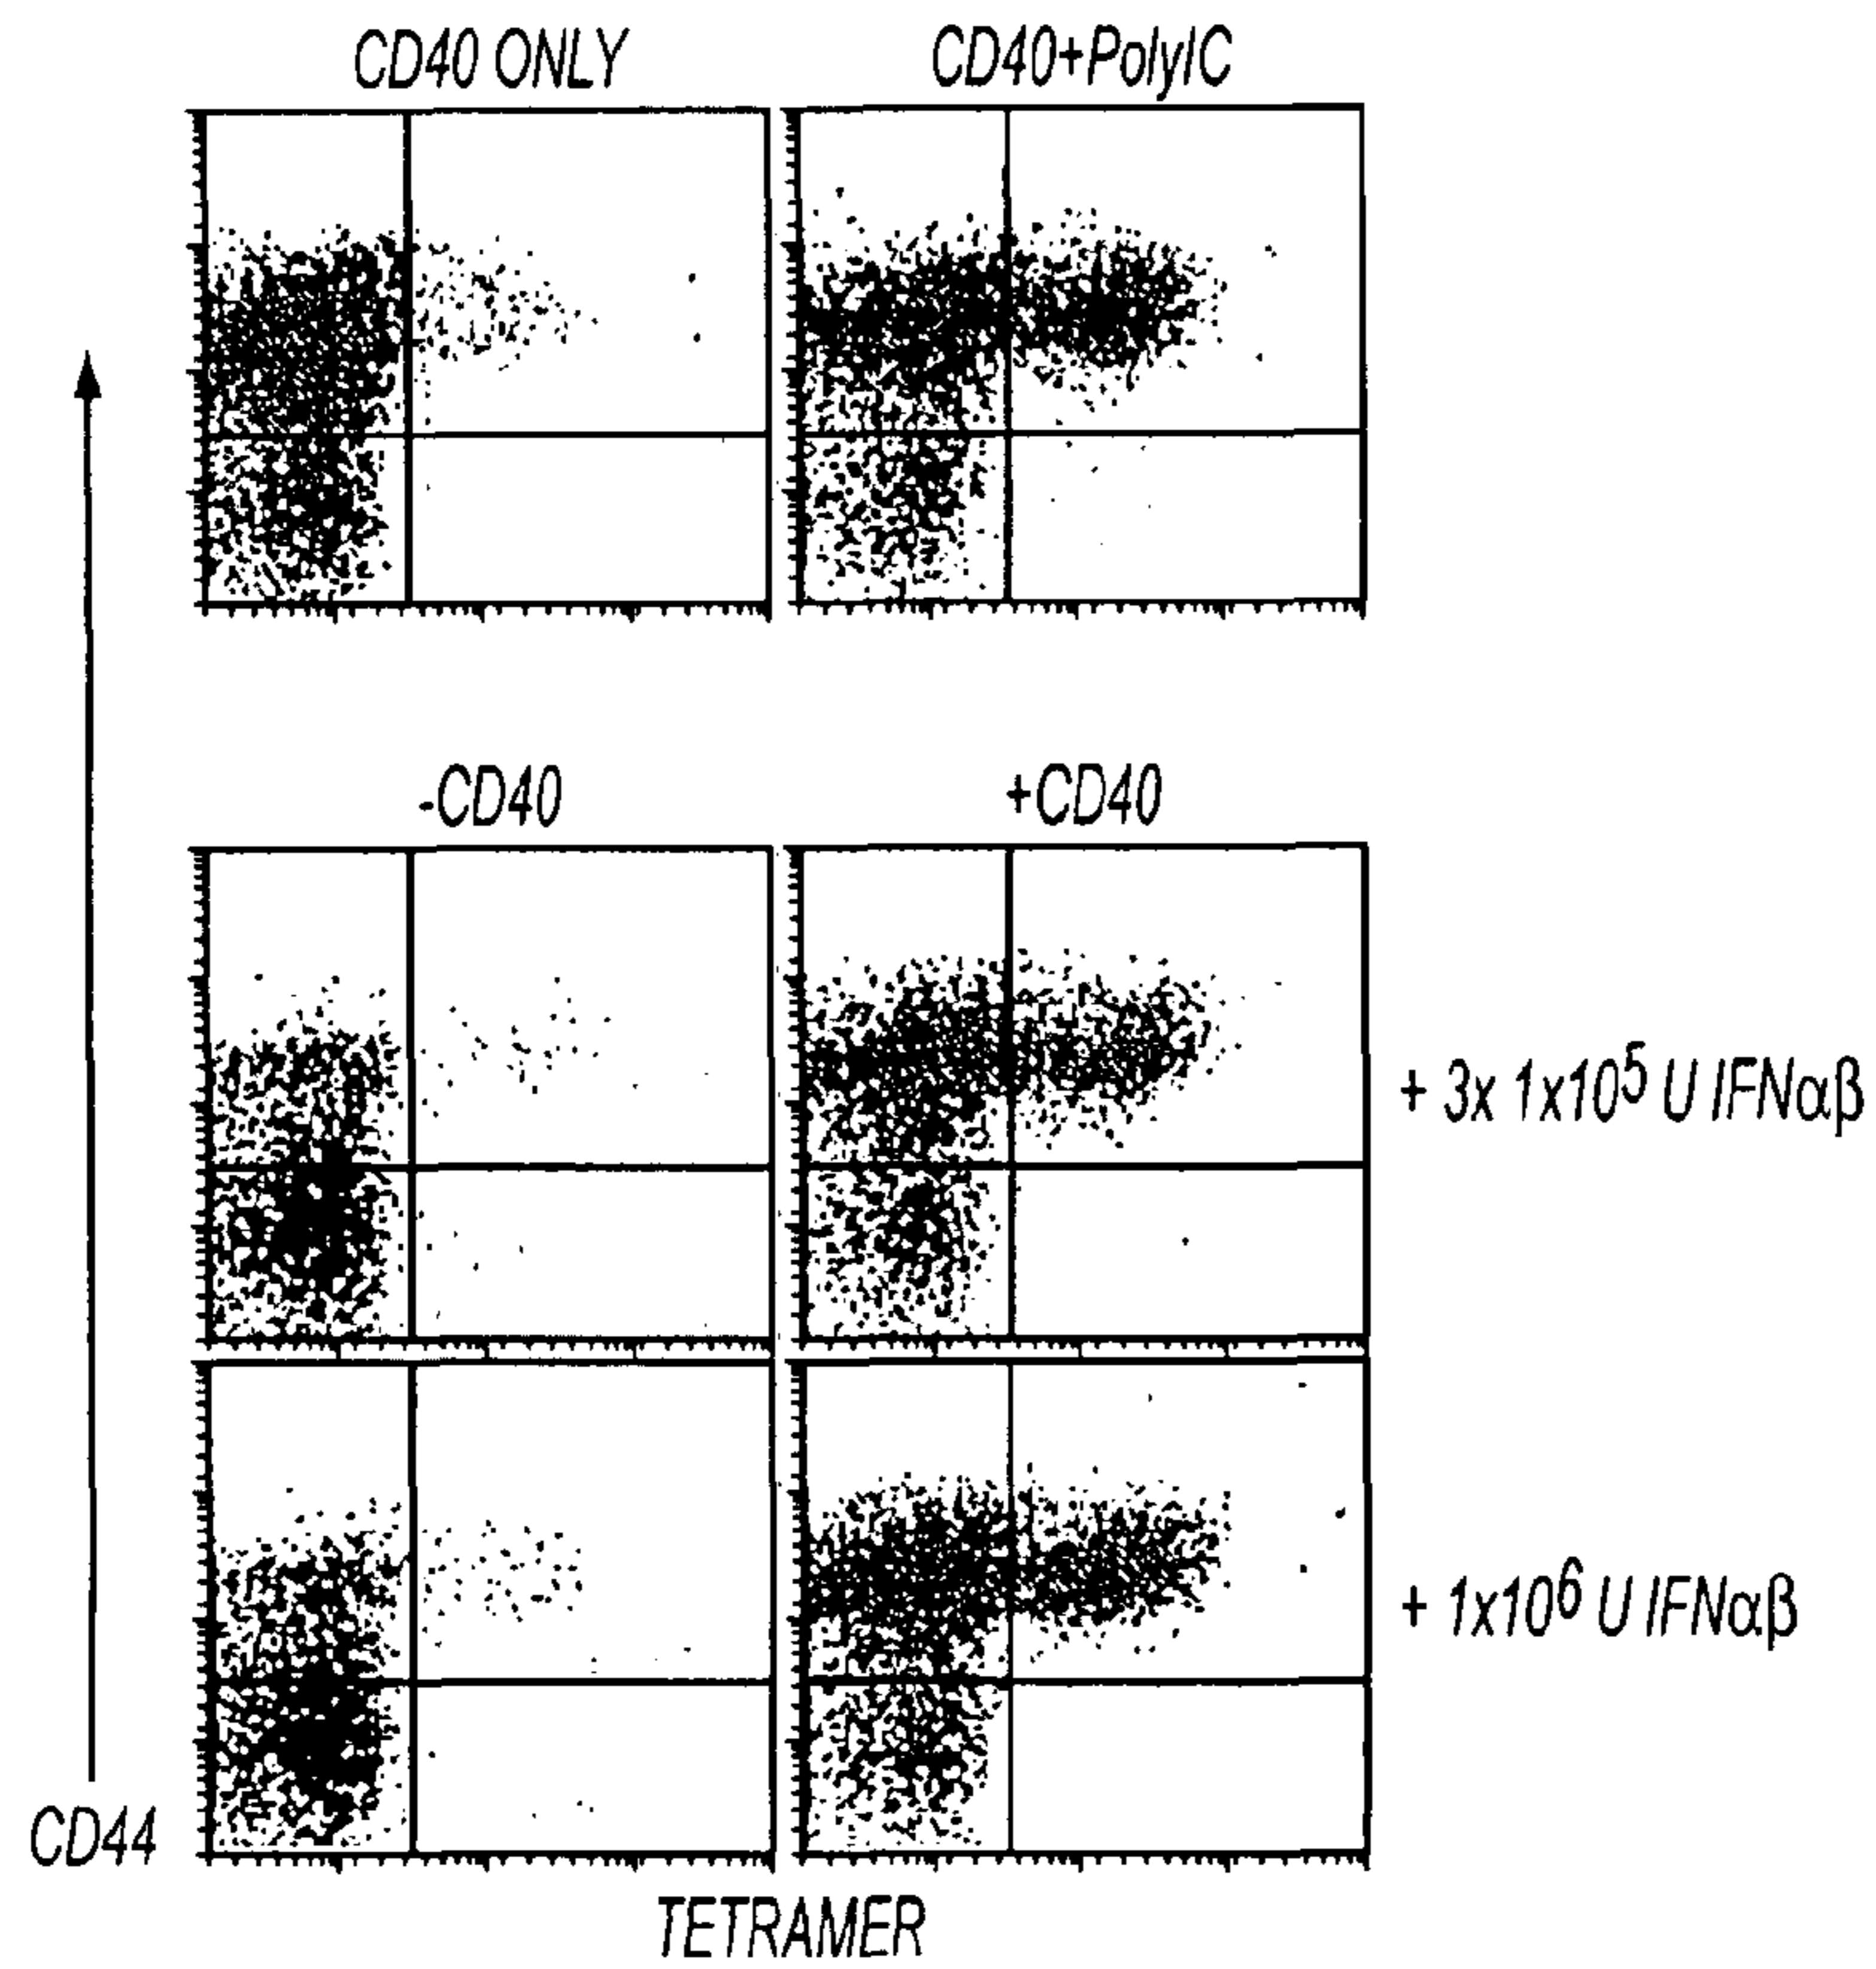 CD40 ONLY
CD40+PolyIC
-CD40
+CD40
+ 3x 1x10⁵ U IFNαβ
+ 1x10⁶ U IFNαβ
CD44
TETRAMER